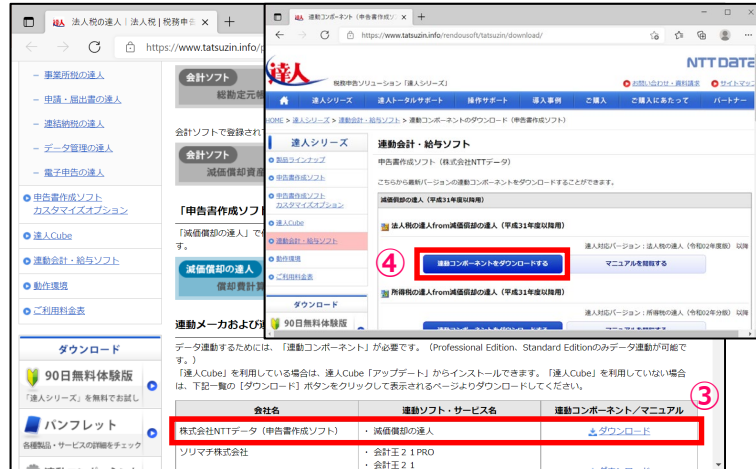 法人税の達人 | 法人税 | 税務申告
https://www.tatsuzin.info/p
− 事業所税の達人
− 申請・届出書の達人
− 連結納税の達人
− データ管理の達人
− 電子申告の達人
申告書作成ソフト
カスタマイズオプション
達人Cube
連動会計・給与ソフト
動作環境
ご利用料金表
ダウンロード
90日無料体験版
「達人シリーズ」を無料でお試し
パンフレット
各種製品・サービスの詳細をチェック
会計ソフト
総勘定元帳
会計ソフトで登録されて
会計ソフト
減価償却資産
「申告書作成ソフト
「減価償却の達人」で作
す。
減価償却の達人
償却費計算
連動メーカおよび連
データ連動するためには、「連動コンポーネント」が必要です。（Professional Edition、Standard Editionのみデータ連動が可能で
す。）
「達人Cube」を利用している場合は、達人Cube「アップデート」からインストールできます。「達人Cube」を利用していない場合
は、下記一覧の［ダウンロード］ボタンをクリックして表示されるページよりダウンロードしてください。
③
会社名 連動ソフト・サービス名 連動コンポーネント／マニュアル
株式会社NTTデータ（申告書作成ソフト） ・ 減価償却の達人 ダウンロード
ソリマチ株式会社 ・ 会計王２１PRO
・ 会計王２１
連動コンポーネント（申告書作成ソフ
https://www.tatsuzin.info/rendousoft/tatsuzin/download/
達人
税務申告ソリューション「達人シリーズ」
NTT DATA
お問い合わせ・資料請求 サイトマップ
達人シリーズ 達人トータルサポート 操作サポート 導入事例 ご購入 ご購入にあたって パートナー
HOME > 達人シリーズ > 連動会計・給与ソフト > 連動コンポーネントのダウンロード（申告書作成ソフト）
達人シリーズ
製品ラインナップ
申告書作成ソフト
申告書作成ソフト
カスタマイズオプション
達人Cube
連動会計・給与ソフト
動作環境
ご利用料金表
ダウンロード
90日無料体験版
連動会計・給与ソフト
申告書作成ソフト（株式会社NTTデータ）
こちらから最新バージョンの連動コンポーネントをダウンロードすることができます。
減価償却の達人（平成31年度以降用）
法人税の達人from減価償却の達人（平成31年度以降用）
達人対応バージョン：法人税の達人（令和02年度版） 以降
④
連動コンポーネントをダウンロードする マニュアルを閲覧する
所得税の達人from減価償却の達人（平成31年度以降用）
達人対応バージョン：所得税の達人（令和02年分版） 以降